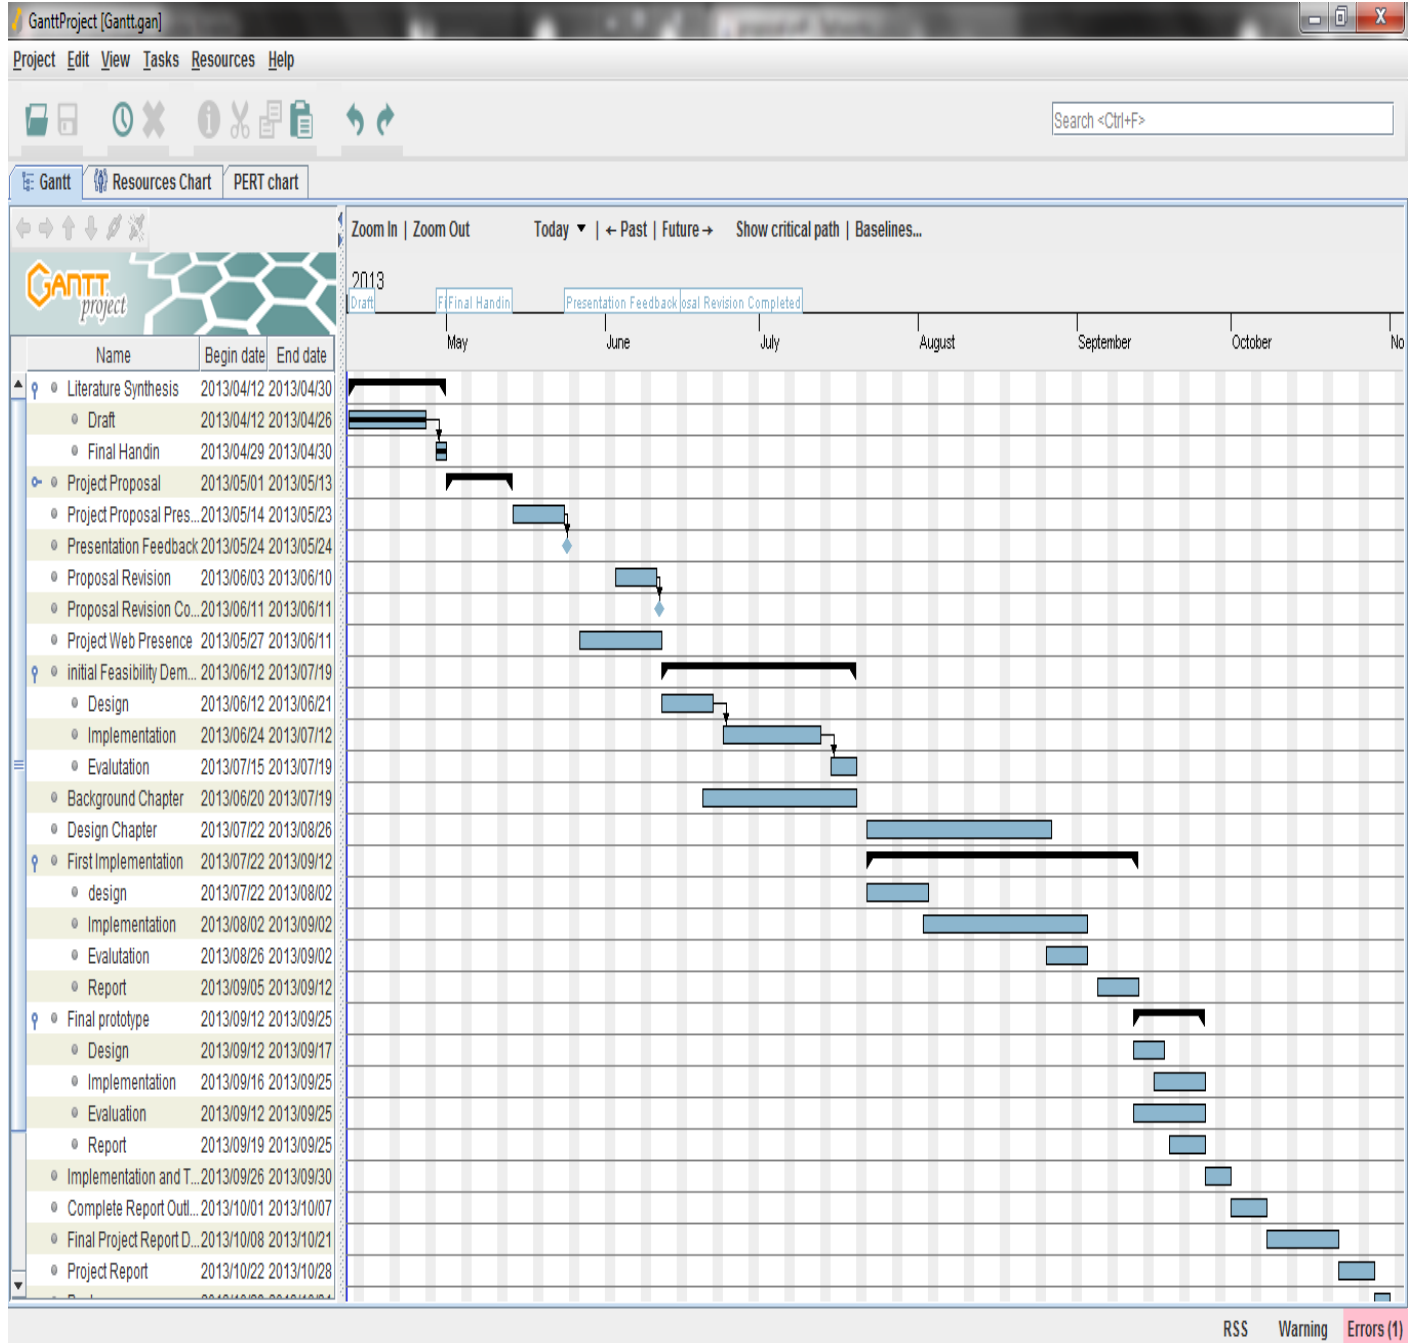 GanttProject [Gantt.gan]
Project Edit View Tasks Resources Help
Search <Ctrl+F>
Gantt Resources Chart PERT chart
Zoom In | Zoom Out Today ▼ | ← Past | Future → Show critical path | Baselines...
GANTT
project
2013
Draft Fi Final Handin Presentation Feedback osal Revision Completed
May June July August September October No
Name Begin date End date
Literature Synthesis 2013/04/12 2013/04/30
Draft 2013/04/12 2013/04/26
Final Handin 2013/04/29 2013/04/30
Project Proposal 2013/05/01 2013/05/13
Project Proposal Pres... 2013/05/14 2013/05/23
Presentation Feedback 2013/05/24 2013/05/24
Proposal Revision 2013/06/03 2013/06/10
Proposal Revision Co... 2013/06/11 2013/06/11
Project Web Presence 2013/05/27 2013/06/11
initial Feasibility Dem... 2013/06/12 2013/07/19
Design 2013/06/12 2013/06/21
Implementation 2013/06/24 2013/07/12
Evalutation 2013/07/15 2013/07/19
Background Chapter 2013/06/20 2013/07/19
Design Chapter 2013/07/22 2013/08/26
First Implementation 2013/07/22 2013/09/12
design 2013/07/22 2013/08/02
Implementation 2013/08/02 2013/09/02
Evalutation 2013/08/26 2013/09/02
Report 2013/09/05 2013/09/12
Final prototype 2013/09/12 2013/09/25
Design 2013/09/12 2013/09/17
Implementation 2013/09/16 2013/09/25
Evaluation 2013/09/12 2013/09/25
Report 2013/09/19 2013/09/25
Implementation and T... 2013/09/26 2013/09/30
Complete Report Outl... 2013/10/01 2013/10/07
Final Project Report D... 2013/10/08 2013/10/21
Project Report 2013/10/22 2013/10/28
RSS Warning Errors (1)